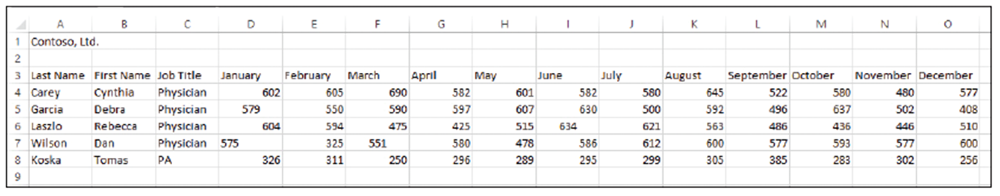 A B C D E F G H I J K L M N O
1 Contoso, Ltd.
2
3 Last Name First Name Job Title January February March April May June July August September October November December
4 Carey Cynthia Physician 602 605 690 582 601 582 580 645 522 580 480 577
5 Garcia Debra Physician 579 550 590 597 607 630 500 592 496 637 502 408
6 Laszlo Rebecca Physician 604 594 475 425 515 634 621 563 486 436 446 510
7 Wilson Dan Physician 575 325 551 580 478 586 612 600 577 593 577 600
8 Koska Tomas PA 326 311 250 296 289 295 299 305 385 283 302 256
9